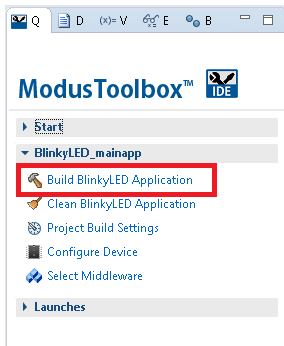 Q D (x)= V E B
ModusToolbox™ IDE
Start
BlinkyLED_mainapp
Build BlinkyLED Application
Clean BlinkyLED Application
Project Build Settings
Configure Device
Select Middleware
Launches